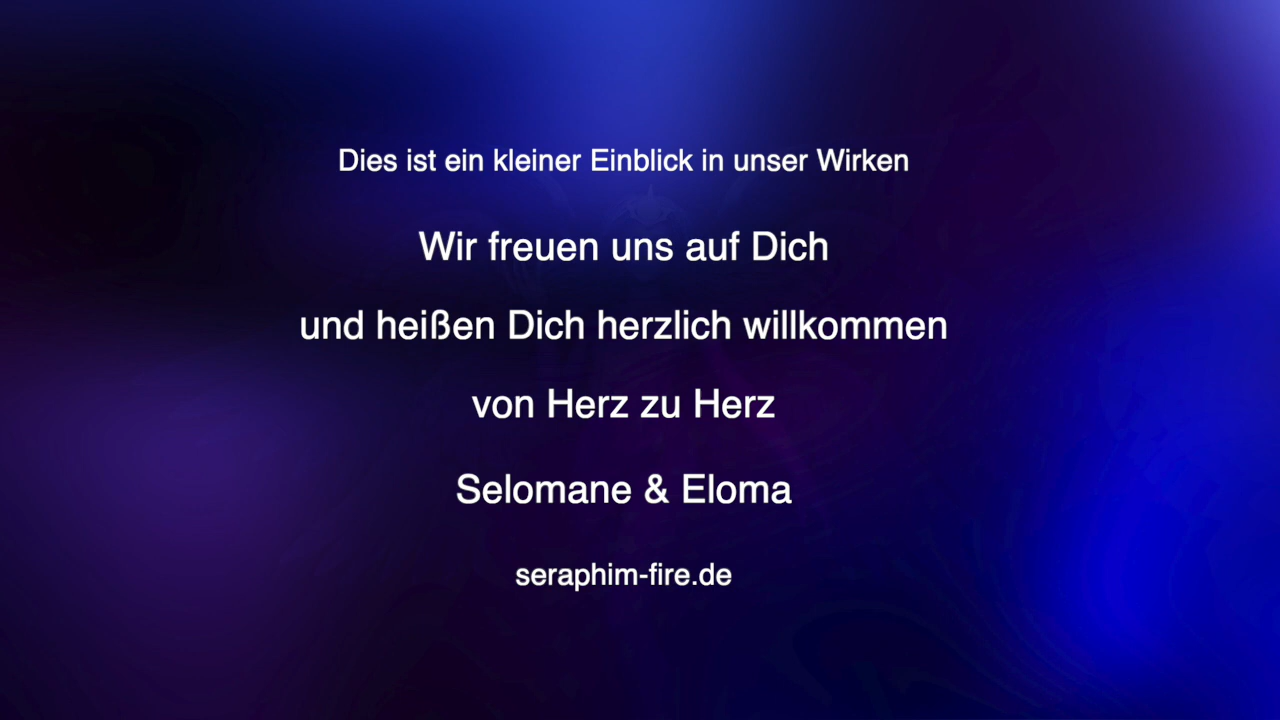 Dies ist ein kleiner Einblick in unser Wirken
Wir freuen uns auf Dich
und heißen Dich herzlich willkommen
von Herz zu Herz
Selomane & Eloma
seraphim-fire.de